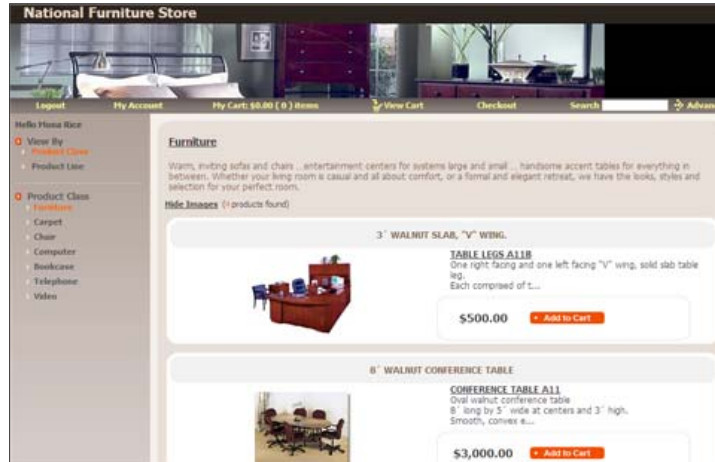 National Furniture Store
Logout My Account My Cart: $0.00 ( 0 ) items View Cart Checkout Search Advan
Hello Mona Rice
View By
Product Class
Product Line
Product Class
Furniture
Carpet
Chair
Computer
Bookcase
Telephone
Video
Furniture
Warm, inviting sofas and chairs ...entertainment centers for systems large and small ... handsome accent tables for everything in
between. Whether your living room is casual and all about comfort, or a formal and elegant retreat, we have the looks, styles and
selection for your perfect room.
Hide Images ( products found)
3` WALNUT SLAB, "V" WING.
TABLE LEGS A11B
One right facing and one left facing "V" wing, solid slab table
leg.
Each comprised of t...
$500.00 Add to Cart
8` WALNUT CONFERENCE TABLE
CONFERENCE TABLE A11
Oval walnut conference table
8` long by 5` wide at centers and 3` high.
Smooth, convex e...
$3,000.00 Add to Cart